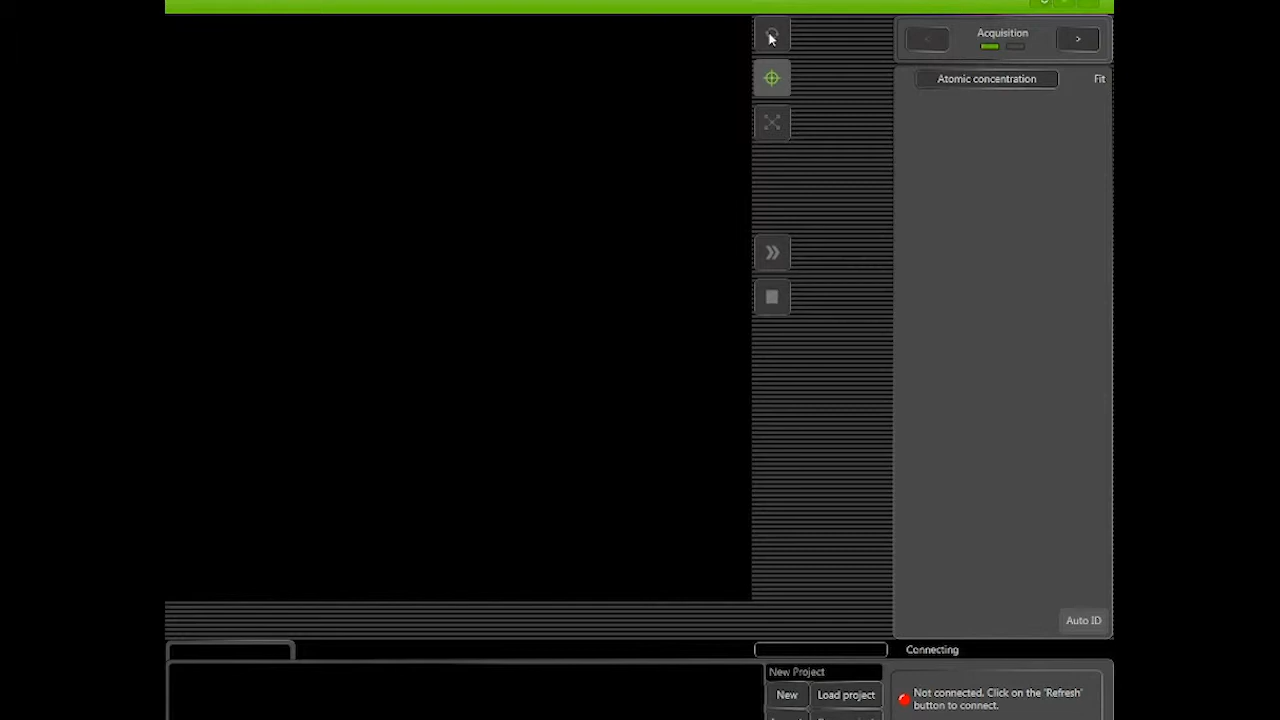 <
Acquisition
>
Atomic concentration
Fit
Auto ID
Connecting
New Project
New
Load project
Not connected. Click on the 'Refresh'
button to connect.